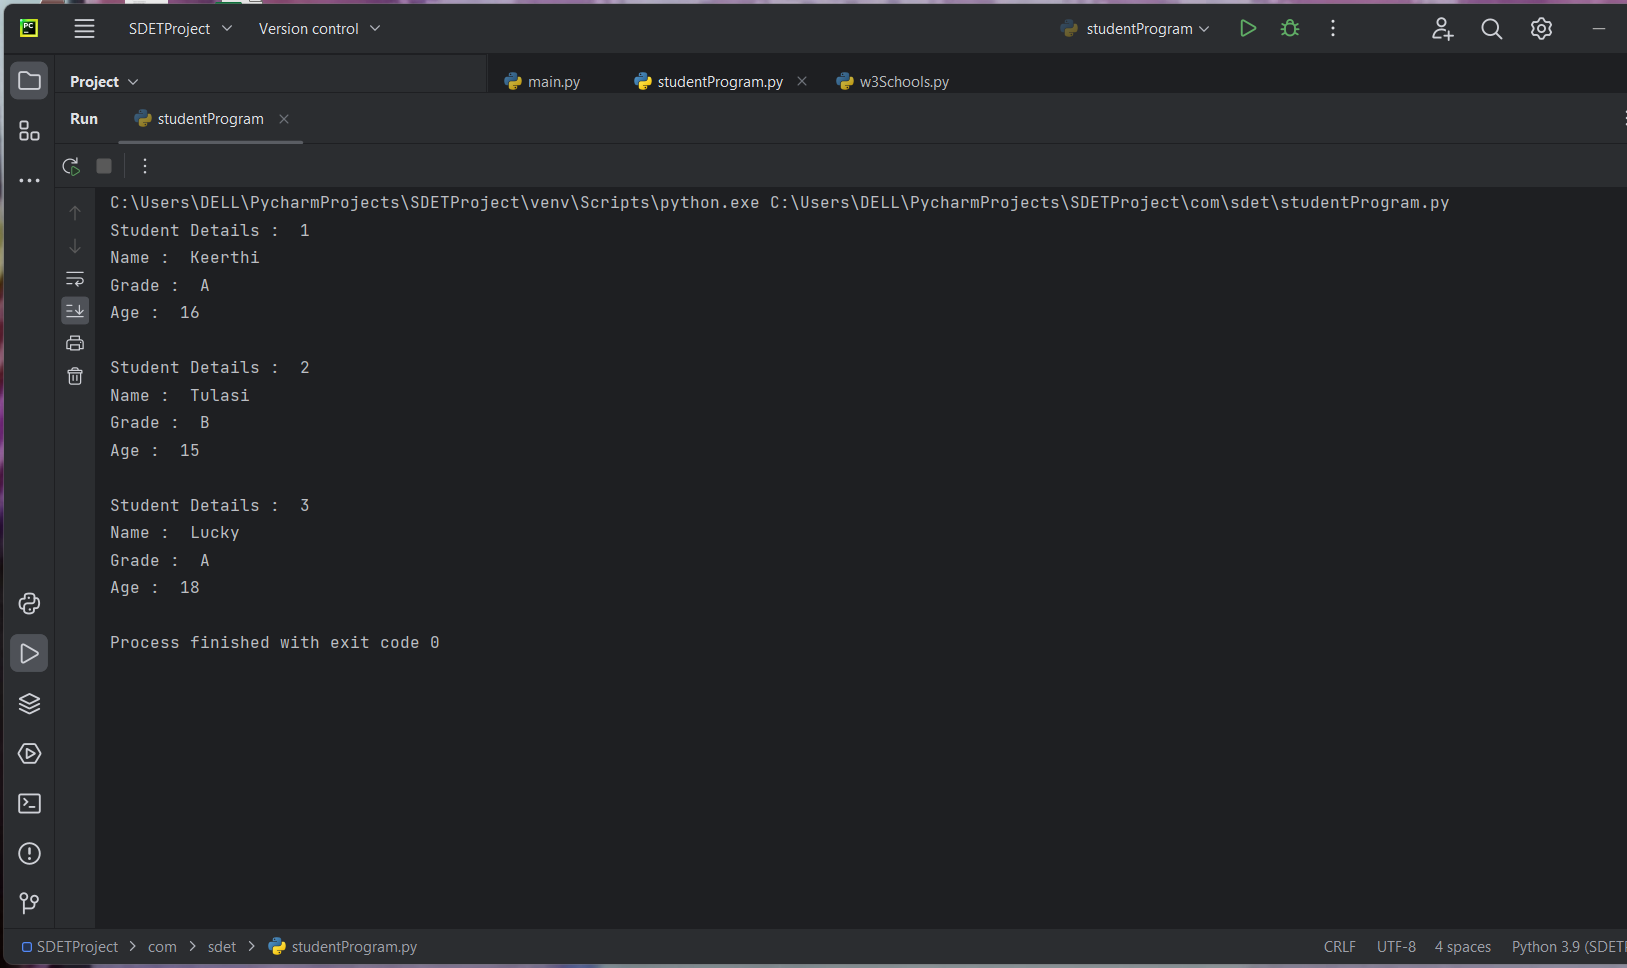 PC
SDETProject
Version control
studentProgram
Project
main.py
studentProgram.py
w3Schools.py
Run
studentProgram
C:\Users\DELL\PycharmProjects\SDETProject\venv\Scripts\python.exe C:\Users\DELL\PycharmProjects\SDETProject\com\sdet\studentProgram.py
Student Details :  1
Name :  Keerthi
Grade :  A
Age :  16
Student Details :  2
Name :  Tulasi
Grade :  B
Age :  15
Student Details :  3
Name :  Lucky
Grade :  A
Age :  18
Process finished with exit code 0
SDETProject > com > sdet > studentProgram.py
CRLF
UTF-8
4 spaces
Python 3.9 (SDET